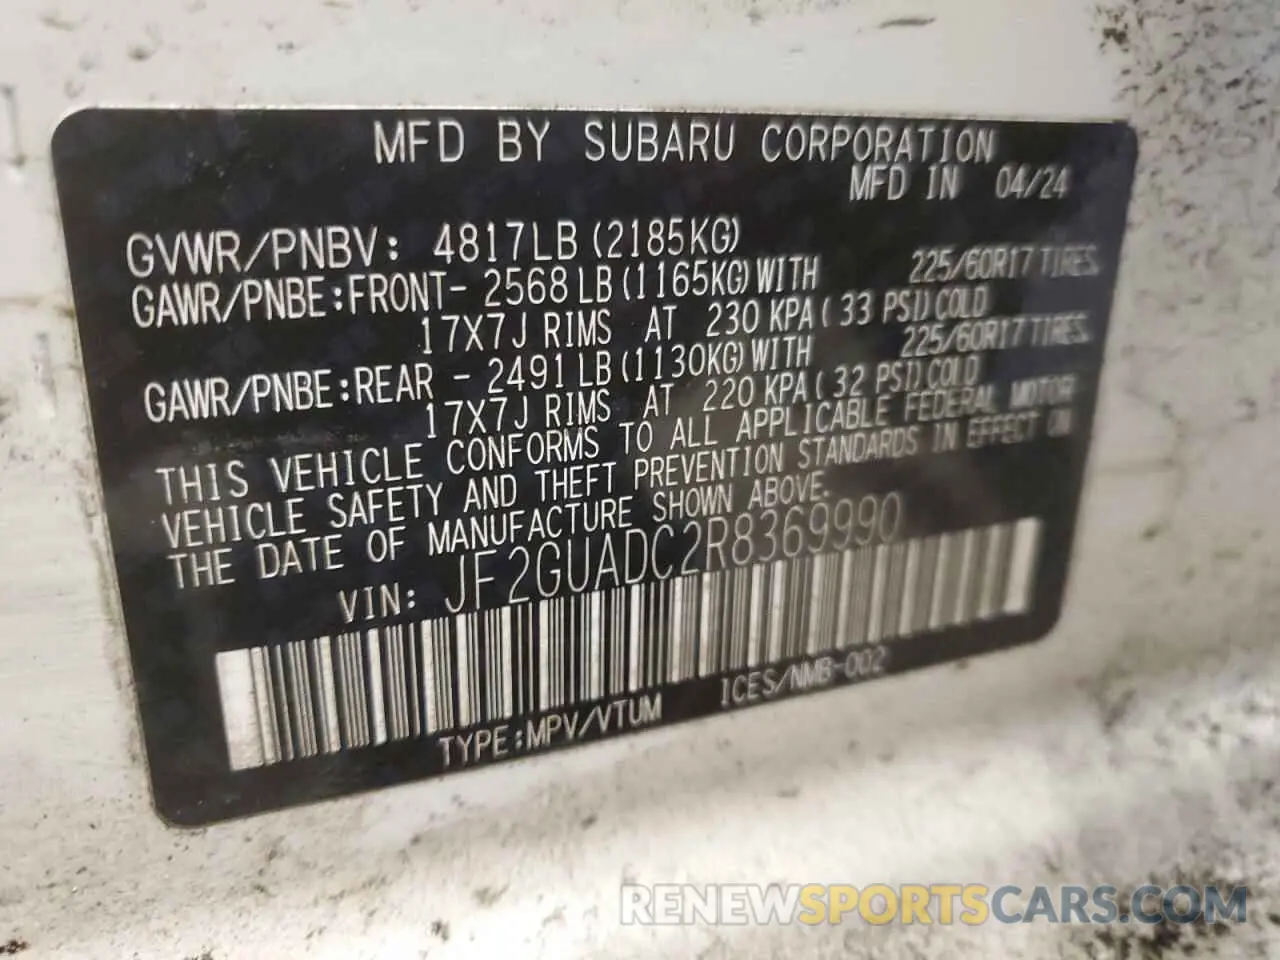 MFD BY SUBARU CORPORATION
MFD IN 04/24
GVWR/PNBV: 4817LB (2185KG)
GAWR/PNBE:FRONT- 2568 LB (1165KG) WITH 225/60R17 TIRES
17X7J RIMS AT 230 KPA ( 33 PSI) COLD
GAWR/PNBE:REAR - 2491 LB (1130KG) WITH 225/60R17 TIRES
17X7J RIMS AT 220 KPA ( 32 PSI) COLD
THIS VEHICLE CONFORMS TO ALL APPLICABLE FEDERAL MOTOR
VEHICLE SAFETY AND THEFT PREVENTION STANDARDS IN EFFECT ON
THE DATE OF MANUFACTURE SHOWN ABOVE.
VIN: JF2GUADC2R8369990
TYPE:MPV/VTUM ICES/NMB-002
RENEWSPORTSCARS.COM